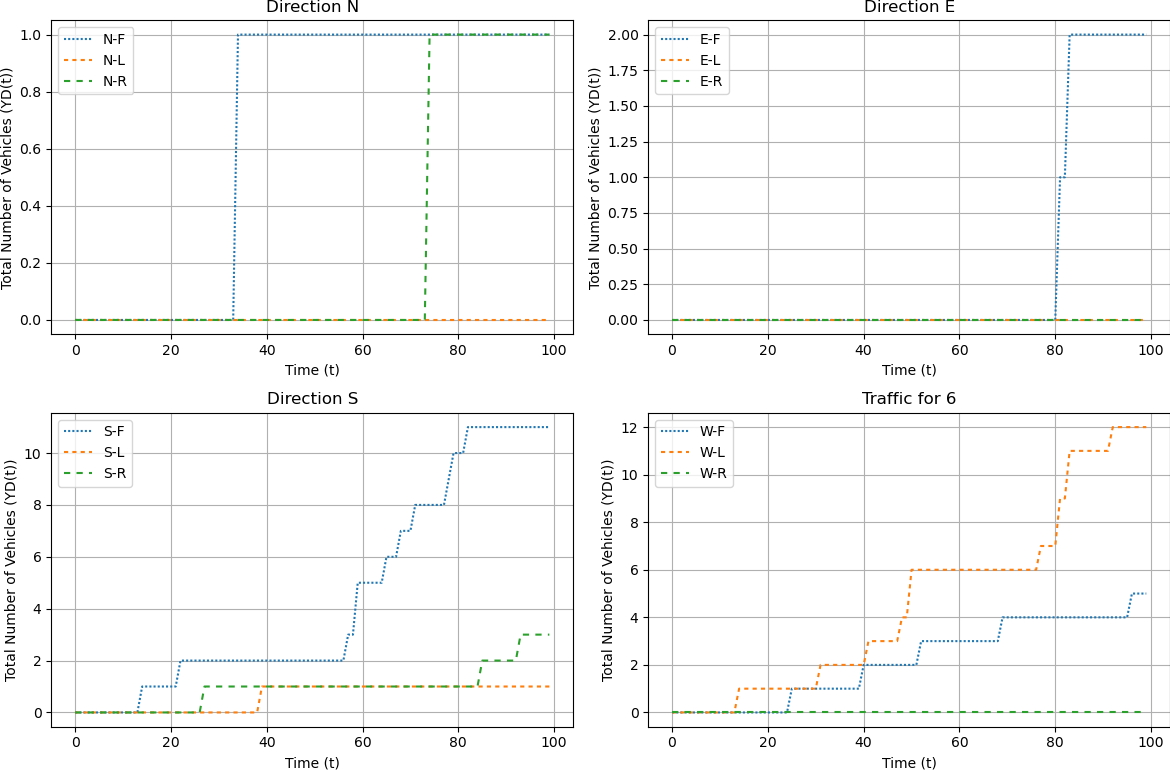 Direction N
Total Number of Vehicles (YD(t))
1.0
0.8
0.6
0.4
0.2
0.0
N-F
N-L
N-R
0 20 40 60 80 100
Time (t)
Direction E
Total Number of Vehicles (YD(t))
2.00
1.75
1.50
1.25
1.00
0.75
0.50
0.25
0.00
E-F
E-L
E-R
0 20 40 60 80 100
Time (t)
Direction S
Total Number of Vehicles (YD(t))
10
8
6
4
2
0
S-F
S-L
S-R
0 20 40 60 80 100
Time (t)
Traffic for 6
Total Number of Vehicles (YD(t))
12
10
8
6
4
2
0
W-F
W-L
W-R
0 20 40 60 80 100
Time (t)